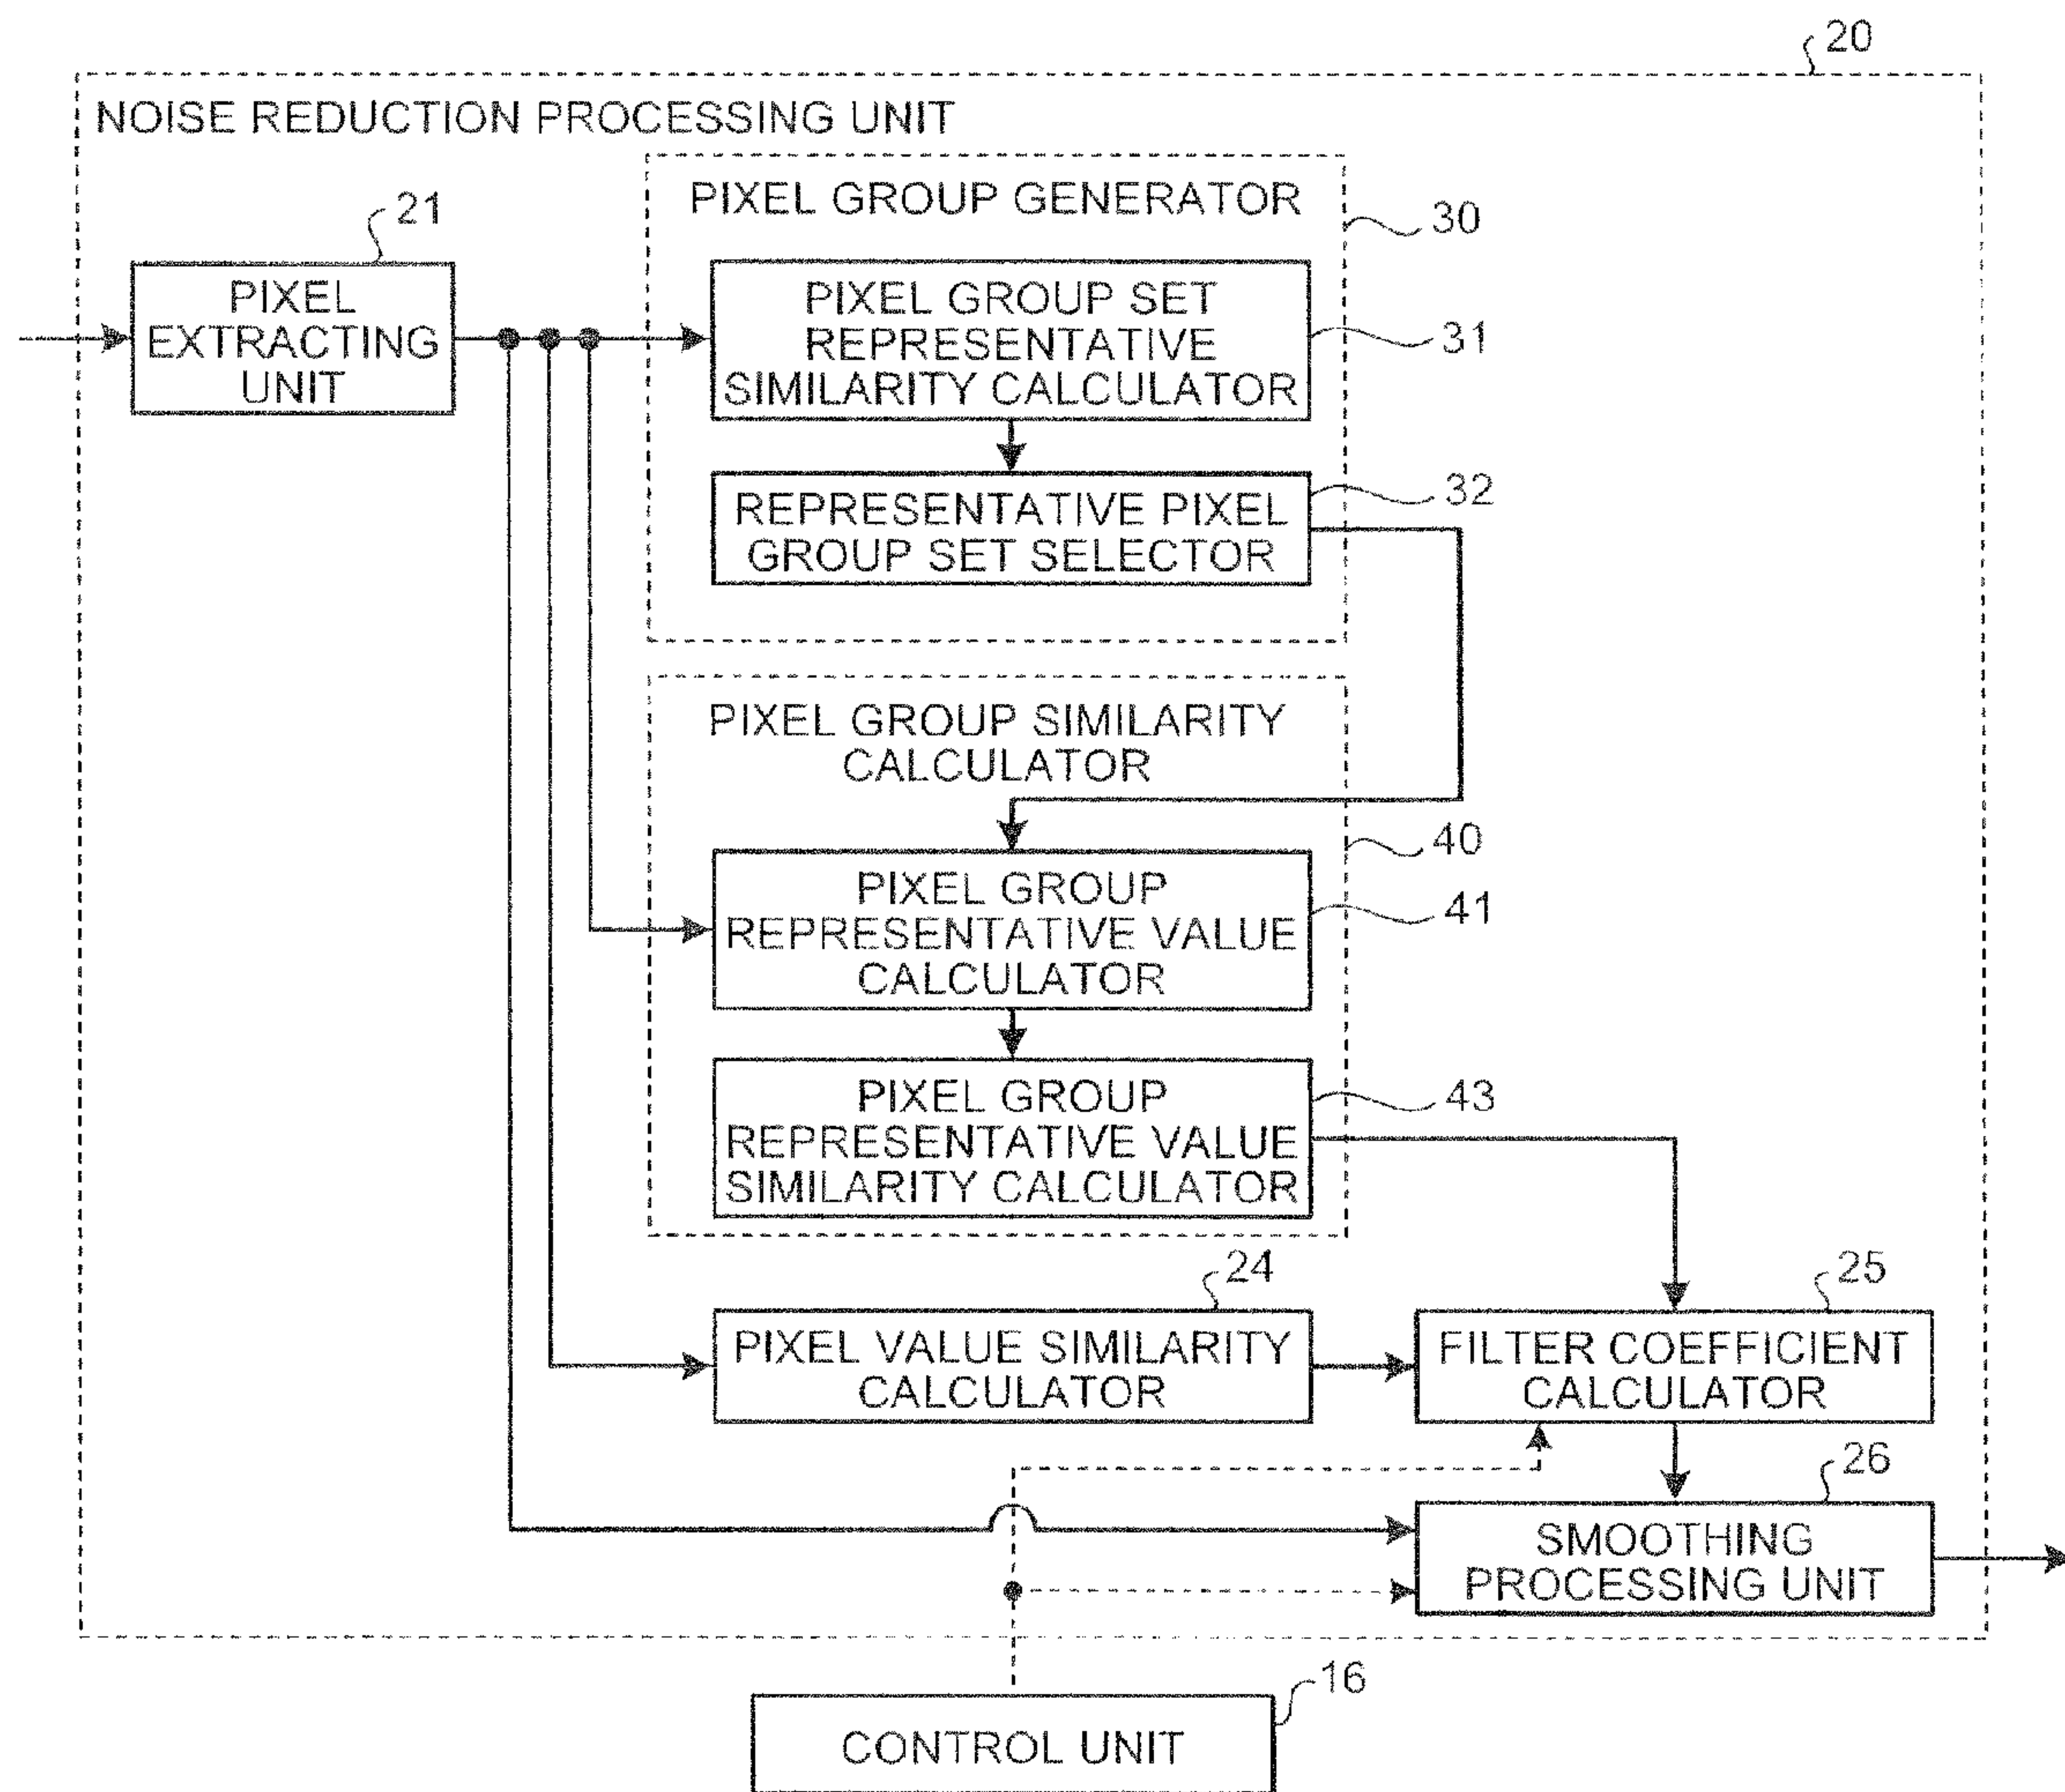 20
NOISE REDUCTION PROCESSING UNIT
PIXEL GROUP GENERATOR
21
30
PIXEL
EXTRACTING
UNIT
PIXEL GROUP SET
REPRESENTATIVE
SIMILARITY CALCULATOR
31
REPRESENTATIVE PIXEL
GROUP SET SELECTOR
32
PIXEL GROUP SIMILARITY
CALCULATOR
40
PIXEL GROUP
REPRESENTATIVE VALUE
CALCULATOR
41
PIXEL GROUP
REPRESENTATIVE VALUE
SIMILARITY CALCULATOR
43
24
PIXEL VALUE SIMILARITY
CALCULATOR
25
FILTER COEFFICIENT
CALCULATOR
26
SMOOTHING
PROCESSING UNIT
16
CONTROL UNIT